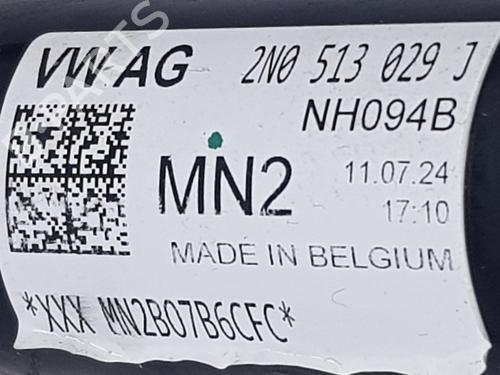 VW AG 2N0 513 029 J
NH094B
MN2
11.07.24
17:10
MADE IN BELGIUM
*XXX MN2B07B6CFC*